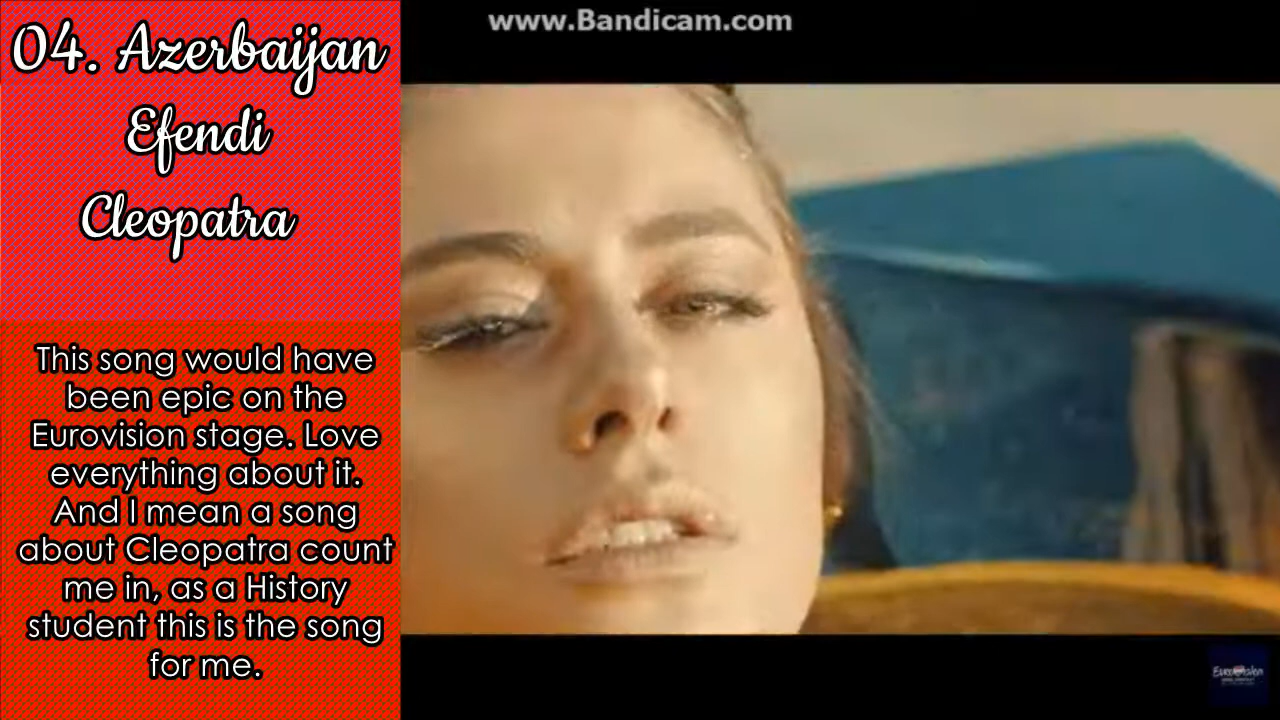 04. Azerbaijan
Efendi
Cleopatra
This song would have
been epic on the
Eurovision stage. Love
everything about it.
And I mean a song
about Cleopatra count
me in, as a History
student this is the song
for me.
www.Bandicam.com
Eurovision